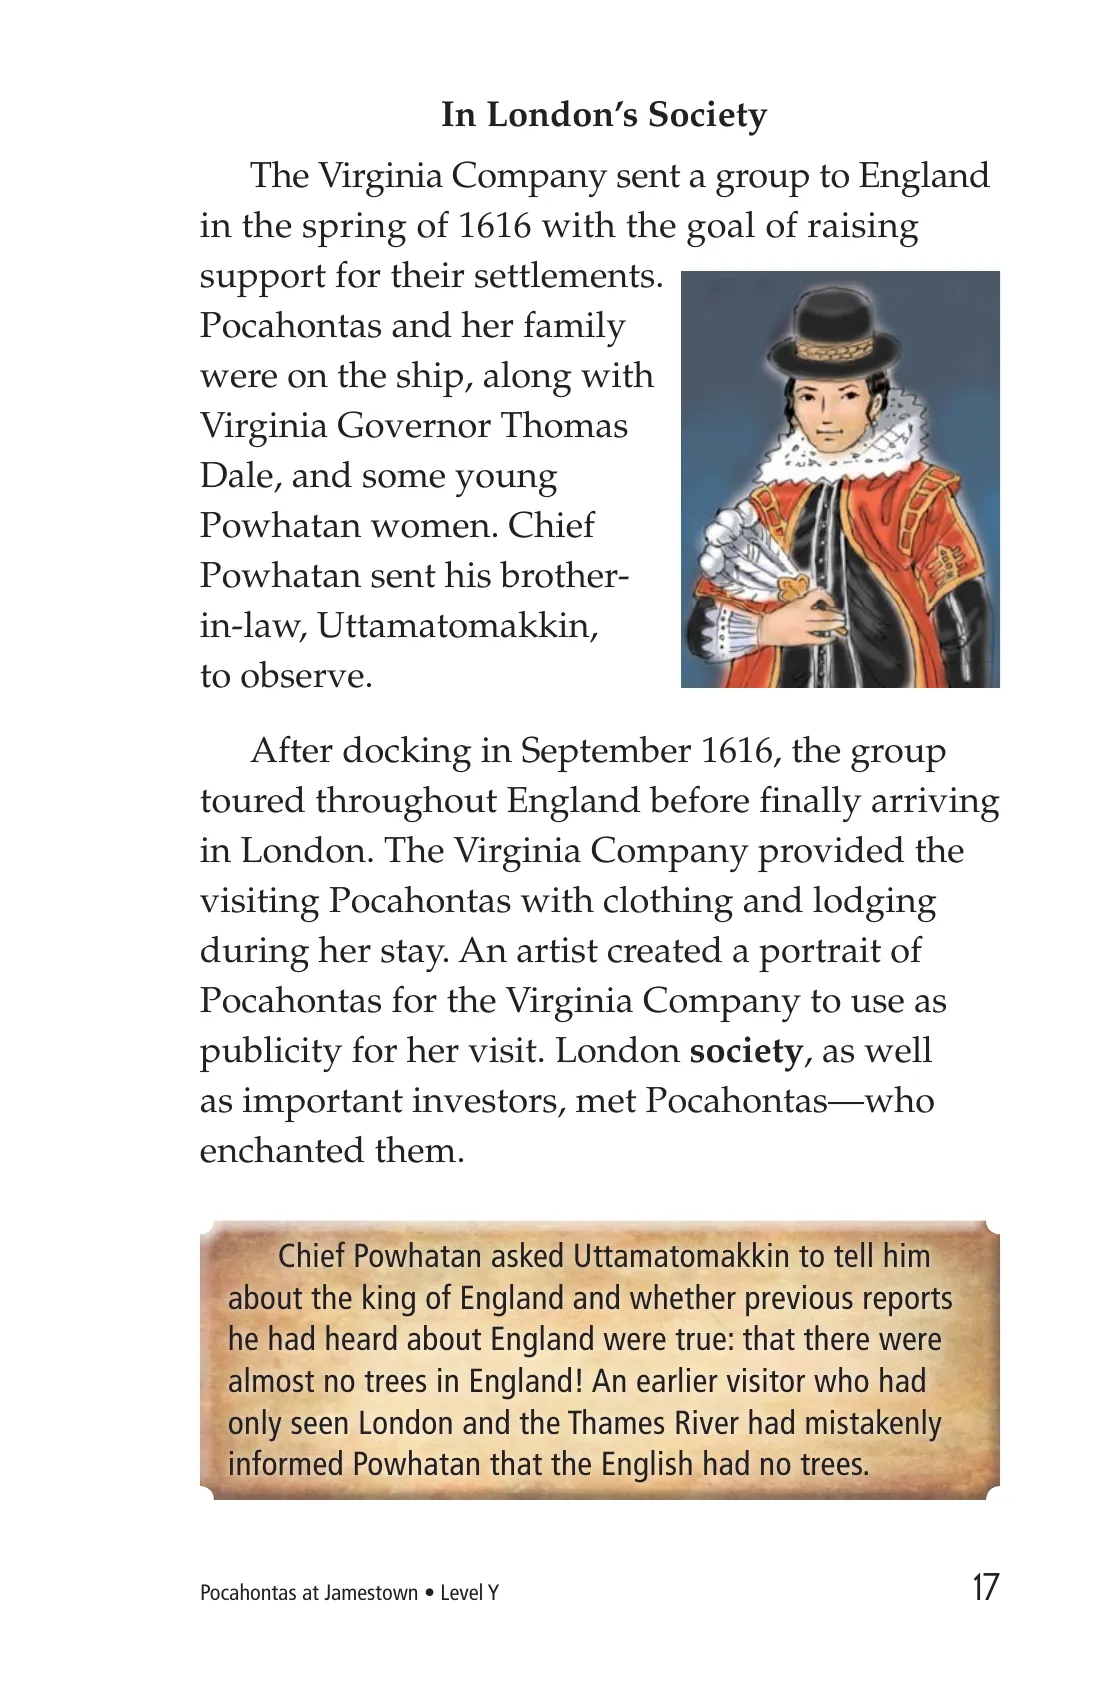 In London’s Society
The Virginia Company sent a group to England
in the spring of 1616 with the goal of raising
support for their settlements.
Pocahontas and her family
were on the ship, along with
Virginia Governor Thomas
Dale, and some young
Powhatan women. Chief
Powhatan sent his brother-
in-law, Uttamatomakkin,
to observe.
After docking in September 1616, the group
toured throughout England before finally arriving
in London. The Virginia Company provided the
visiting Pocahontas with clothing and lodging
during her stay. An artist created a portrait of
Pocahontas for the Virginia Company to use as
publicity for her visit. London society, as well
as important investors, met Pocahontas—who
enchanted them.
Chief Powhatan asked Uttamatomakkin to tell him
about the king of England and whether previous reports
he had heard about England were true: that there were
almost no trees in England! An earlier visitor who had
only seen London and the Thames River had mistakenly
informed Powhatan that the English had no trees.
Pocahontas at Jamestown • Level Y
17